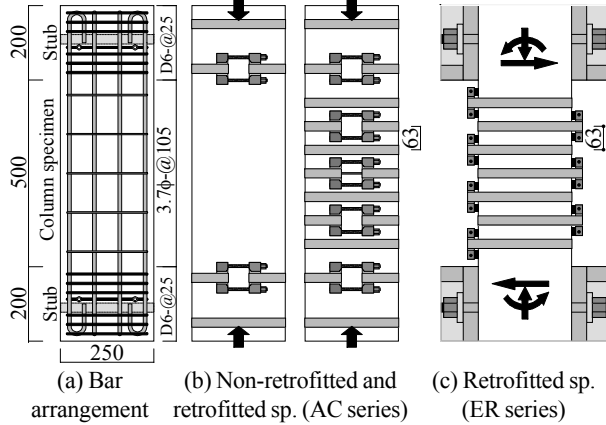 200
Stub
D6-@25
500
Column specimen
3.7ϕ-@105
200
Stub
D6-@25
250
63
63
(a) Bar
arrangement
(b) Non-retrofitted and
retrofitted sp. (AC series)
(c) Retrofitted sp.
(ER series)